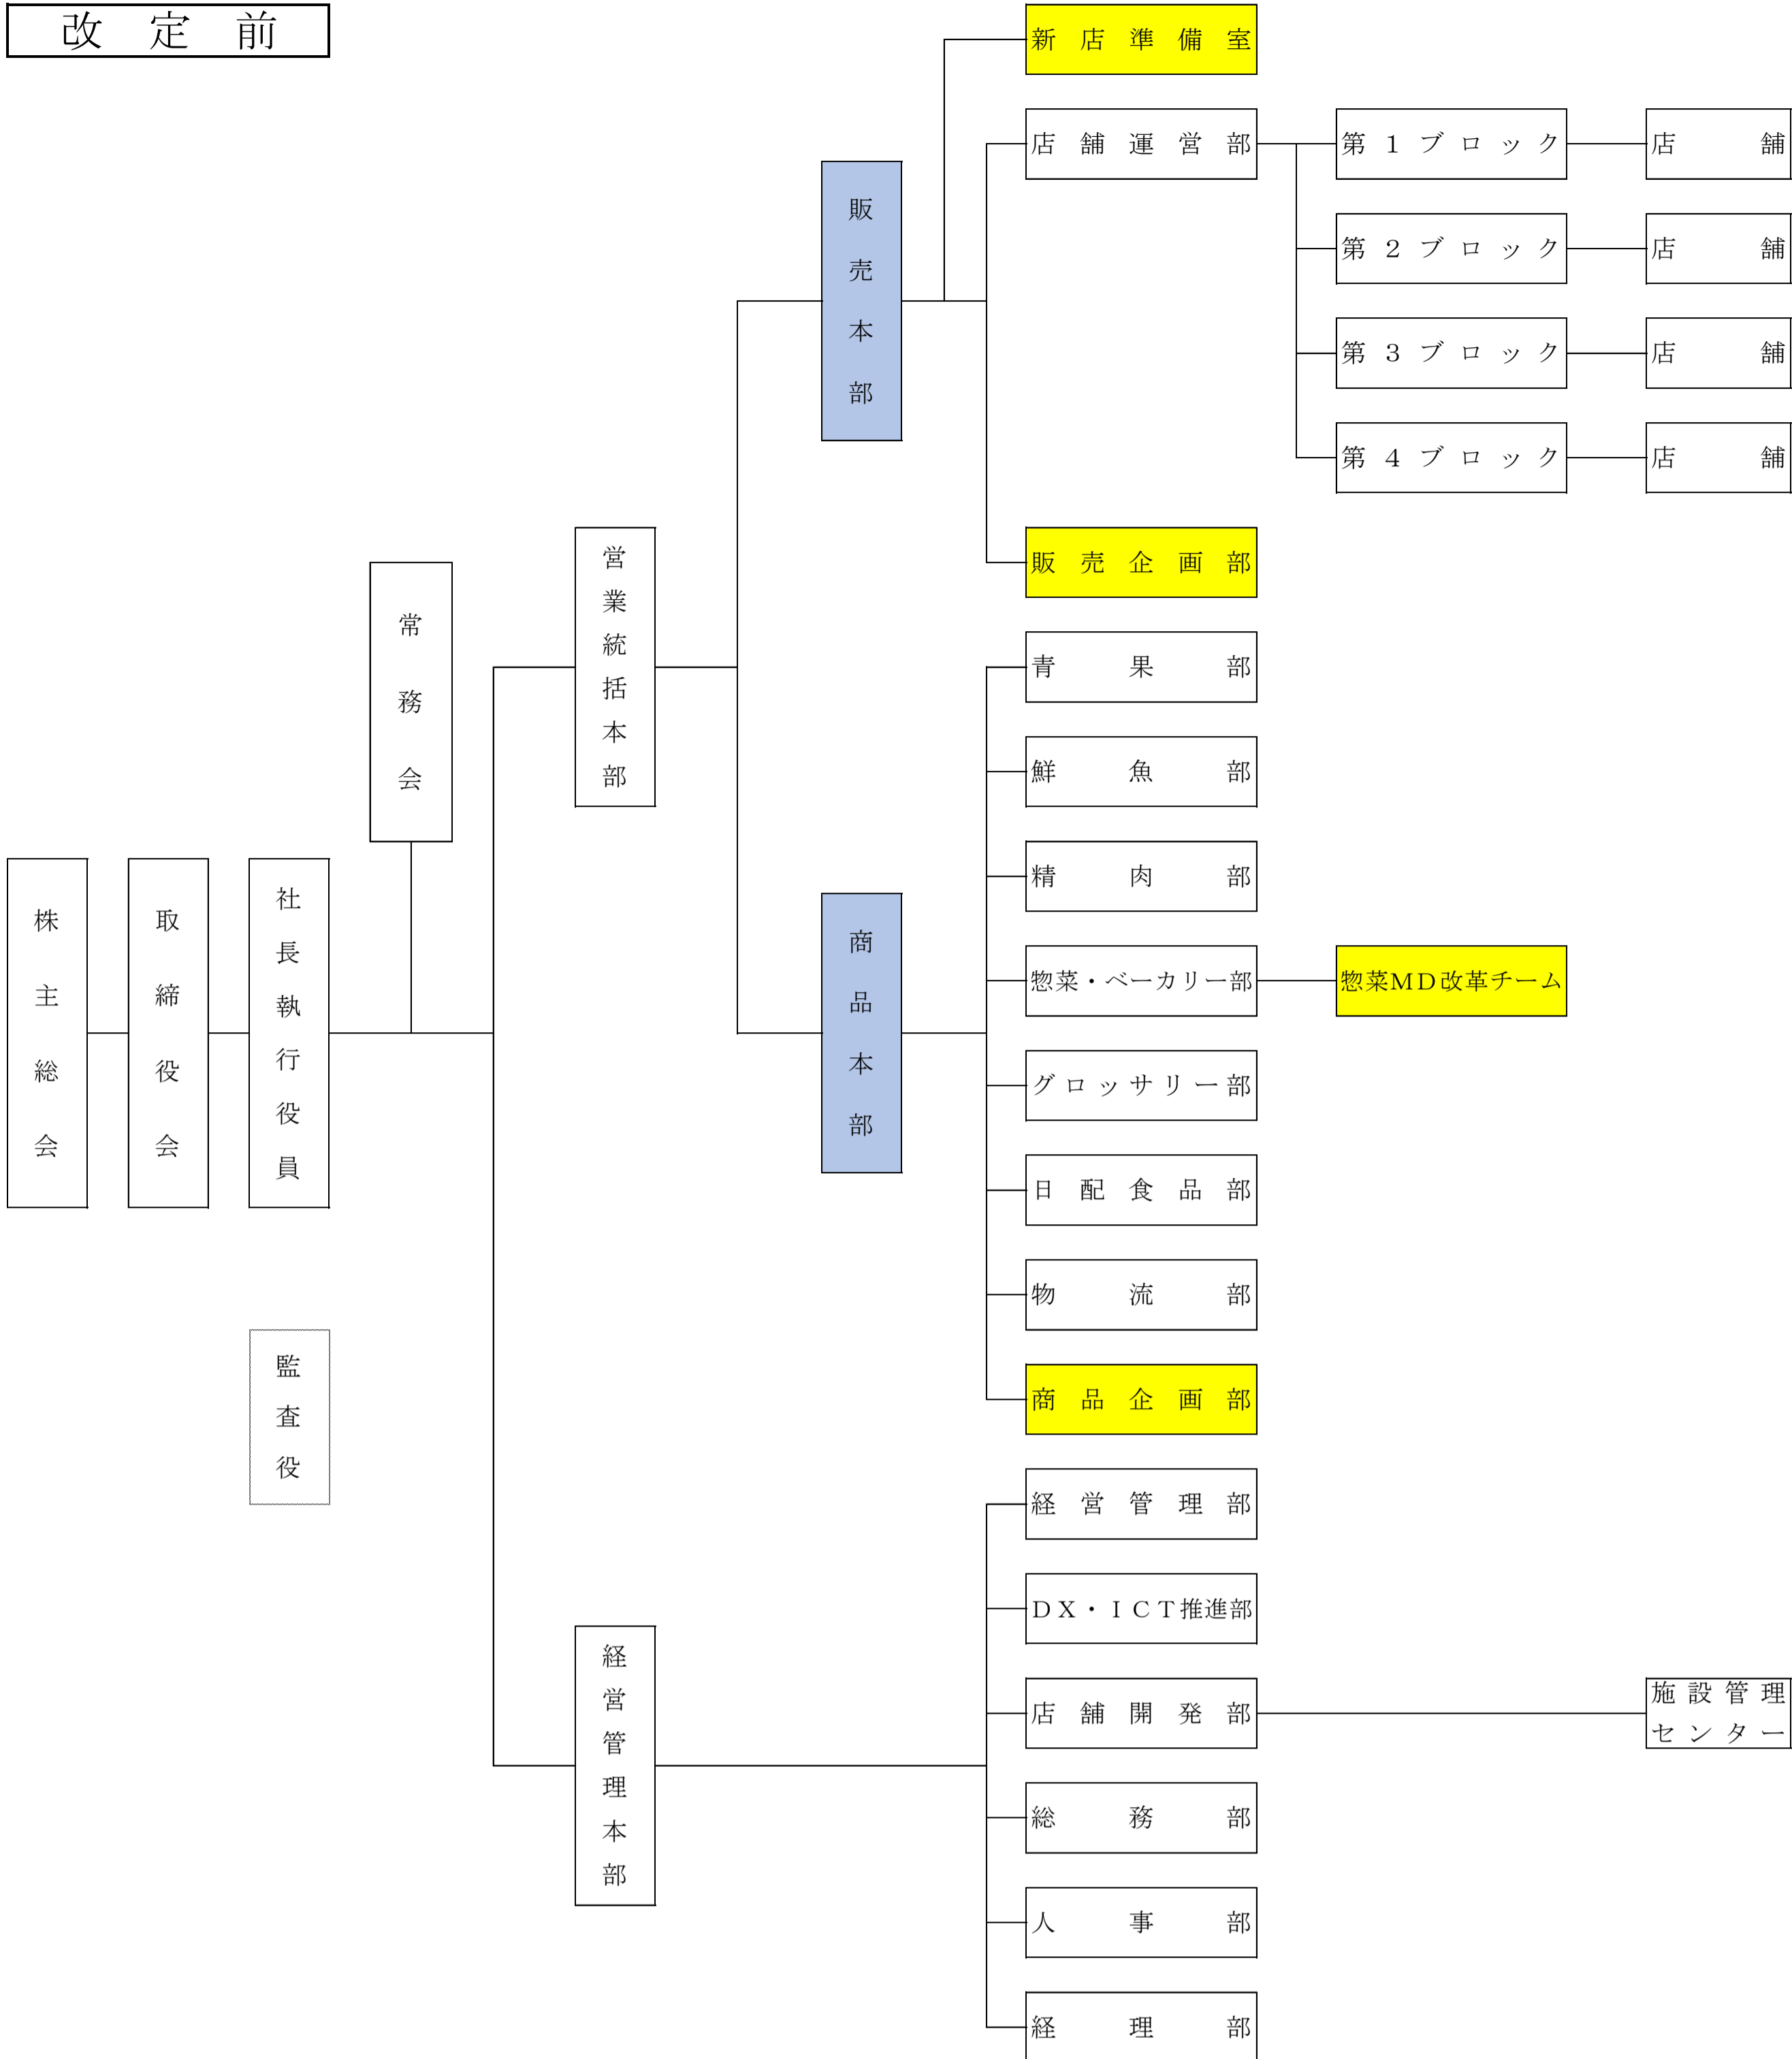 改定前
新店準備室
店舗運営部
第１ブロック
店舗
第２ブロック
店舗
第３ブロック
店舗
第４ブロック
店舗
販売本部
販売企画部
営業統括本部
常務会
青果部
鮮魚部
精肉部
惣菜・ベーカリー部
惣菜MD改革チーム
商品本部
グロッサリー部
日配食品部
物流部
商品企画部
株主総会
取締役会
社長執行役員
監査役
経営管理部
ＤＸ・ＩＣＴ推進部
店舗開発部
施設管理
センター
経営管理本部
総務部
人事部
経理部